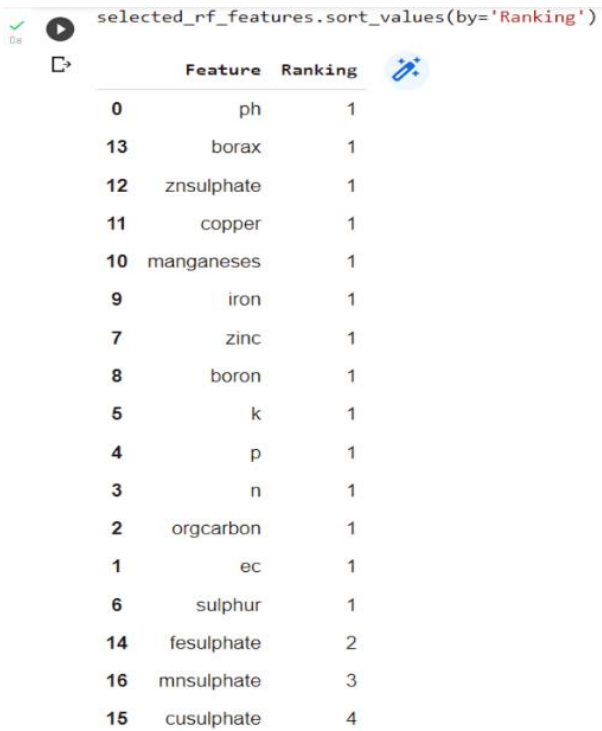 selected_rf_features.sort_values(by='Ranking')
0s
Feature Ranking
0 ph 1
13 borax 1
12 znsulphate 1
11 copper 1
10 manganeses 1
9 iron 1
7 zinc 1
8 boron 1
5 k 1
4 p 1
3 n 1
2 orgcarbon 1
1 ec 1
6 sulphur 1
14 fesulphate 2
16 mnsulphate 3
15 cusulphate 4